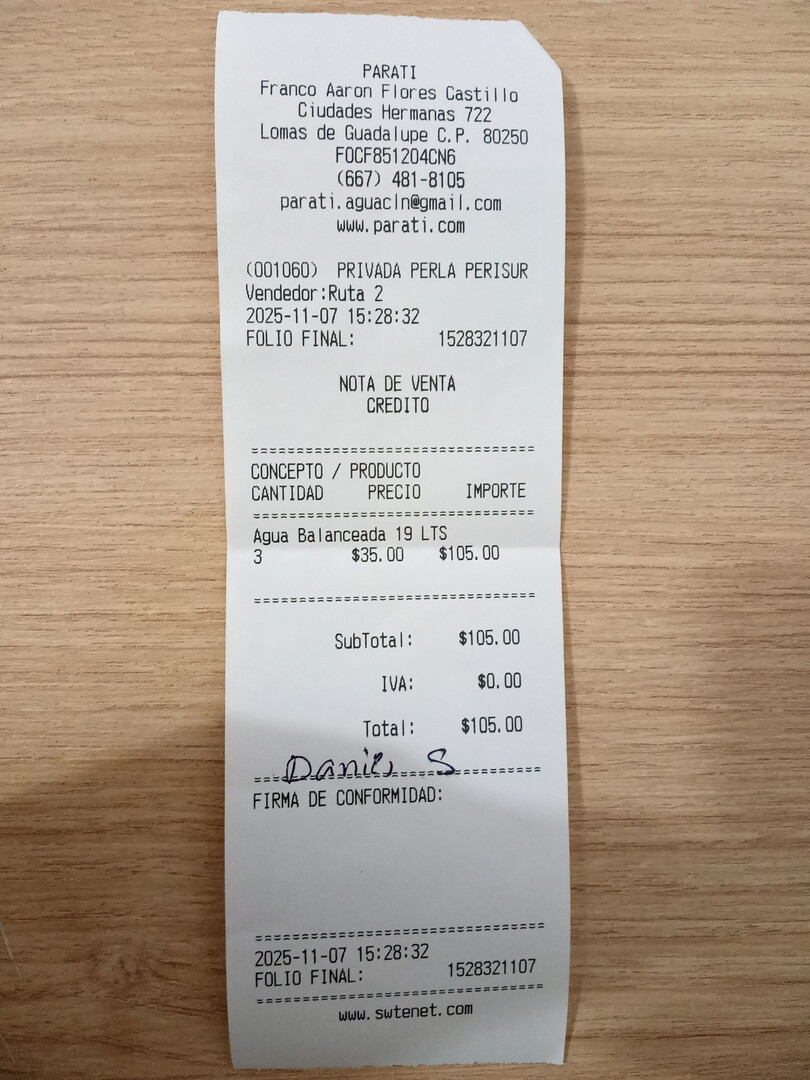 PARATI
Franco Aaron Flores Castillo
Ciudades Hermanas 722
Lomas de Guadalupe C.P. 80250
FOCF851204CN6
(667) 481-8105
parati.aguacln@gmail.com
www.parati.com
(001060) PRIVADA PERLA PERISUR
Vendedor:Ruta 2
2025-11-07 15:28:32
FOLIO FINAL: 1528321107
NOTA DE VENTA
CREDITO
================================
CONCEPTO / PRODUCTO
CANTIDAD PRECIO IMPORTE
================================
Agua Balanceada 19 LTS
3 $35.00 $105.00
================================
SubTotal: $105.00
IVA: $0.00
Total: $105.00
Daniel S
================================
FIRMA DE CONFORMIDAD:
================================
2025-11-07 15:28:32
FOLIO FINAL: 1528321107
================================
www.swtenet.com